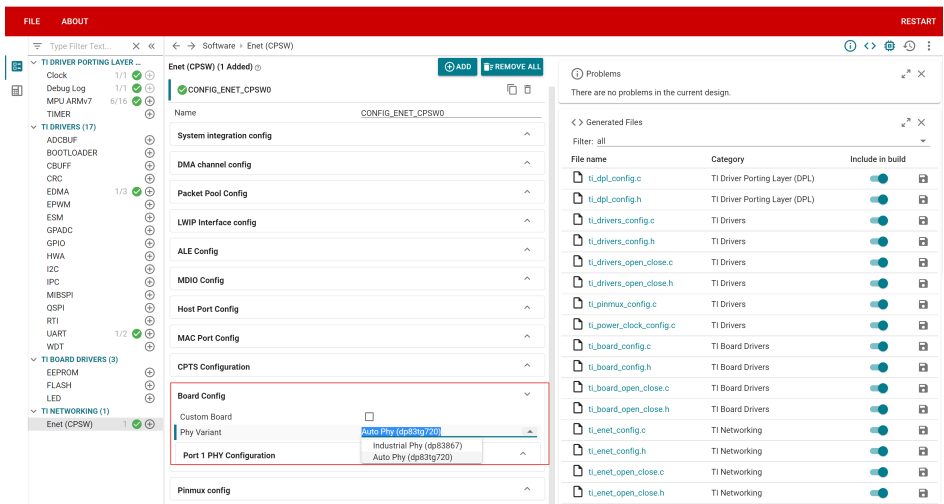 FILE ABOUT RESTART
Type Filter Text...
Software › Enet (CPSW)
TI DRIVER PORTING LAYER ...
Clock 1/1
Debug Log 1/1
MPU ARMv7 6/16
TIMER
TI DRIVERS (17)
ADCBUF
BOOTLOADER
CBUFF
CRC
EDMA 1/3
EPWM
ESM
GPADC
GPIO
HWA
I2C
IPC
MIBSPI
QSPI
RTI
UART 1/2
WDT
TI BOARD DRIVERS (3)
EEPROM
FLASH
LED
TI NETWORKING (1)
Enet (CPSW) 1
Enet (CPSW) (1 Added) ADD REMOVE ALL
CONFIG_ENET_CPSW0
Name CONFIG_ENET_CPSW0
System integration config
DMA channel config
Packet Pool Config
LWIP Interface config
ALE Config
MDIO Config
Host Port Config
MAC Port Config
CPTS Configuration
Board Config
Custom Board
Phy Variant Auto Phy (dp83tg720)
Industrial Phy (dp83867)
Auto Phy (dp83tg720)
Port 1 PHY Configuration
Pinmux config
Problems
There are no problems in the current design.
<> Generated Files
Filter: all
File name Category Include in build
ti_dpl_config.c TI Driver Porting Layer (DPL)
ti_dpl_config.h TI Driver Porting Layer (DPL)
ti_drivers_config.c TI Drivers
ti_drivers_config.h TI Drivers
ti_drivers_open_close.c TI Drivers
ti_drivers_open_close.h TI Drivers
ti_pinmux_config.c TI Drivers
ti_power_clock_config.c TI Drivers
ti_board_config.c TI Board Drivers
ti_board_config.h TI Board Drivers
ti_board_open_close.c TI Board Drivers
ti_board_open_close.h TI Board Drivers
ti_enet_config.c TI Networking
ti_enet_config.h TI Networking
ti_enet_open_close.c TI Networking
ti_enet_open_close.h TI Networking